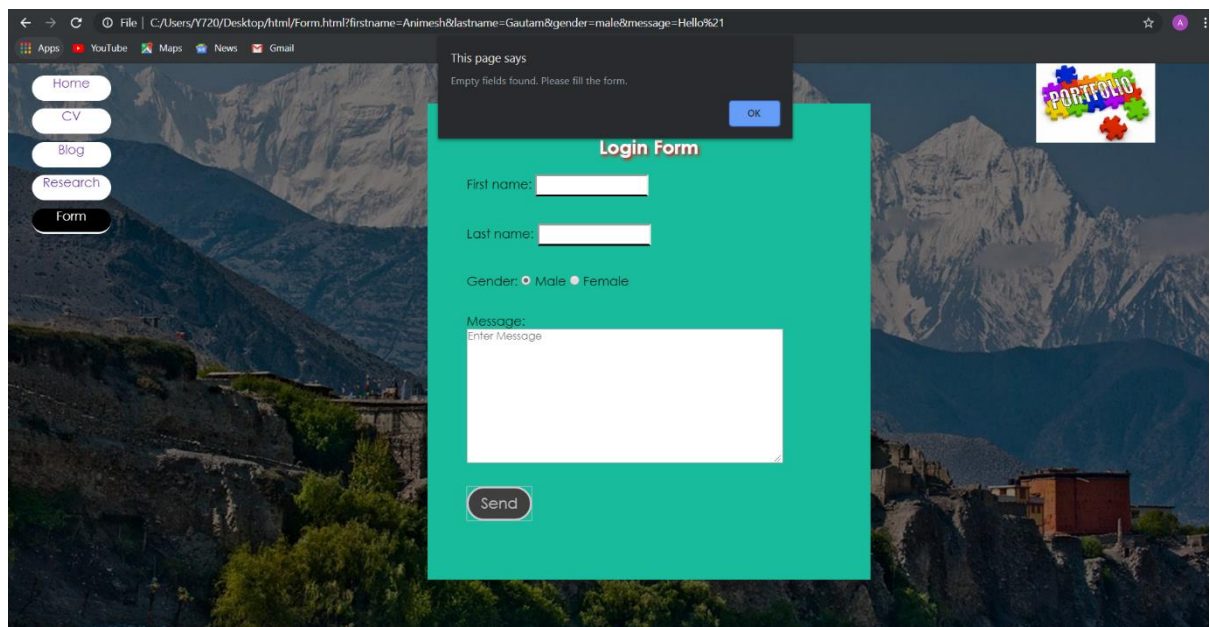 File | C:/Users/Y720/Desktop/html/Form.html?firstname=Animesh&lastname=Gautam&gender=male&message=Hello%21
A
Apps YouTube Maps News Gmail
This page says
Empty fields found. Please fill the form.
OK
Home
CV
Blog
Research
Form
PORTFOLIO
Login Form
First name:
Last name:
Gender: Male Female
Message:
Enter Message
Send